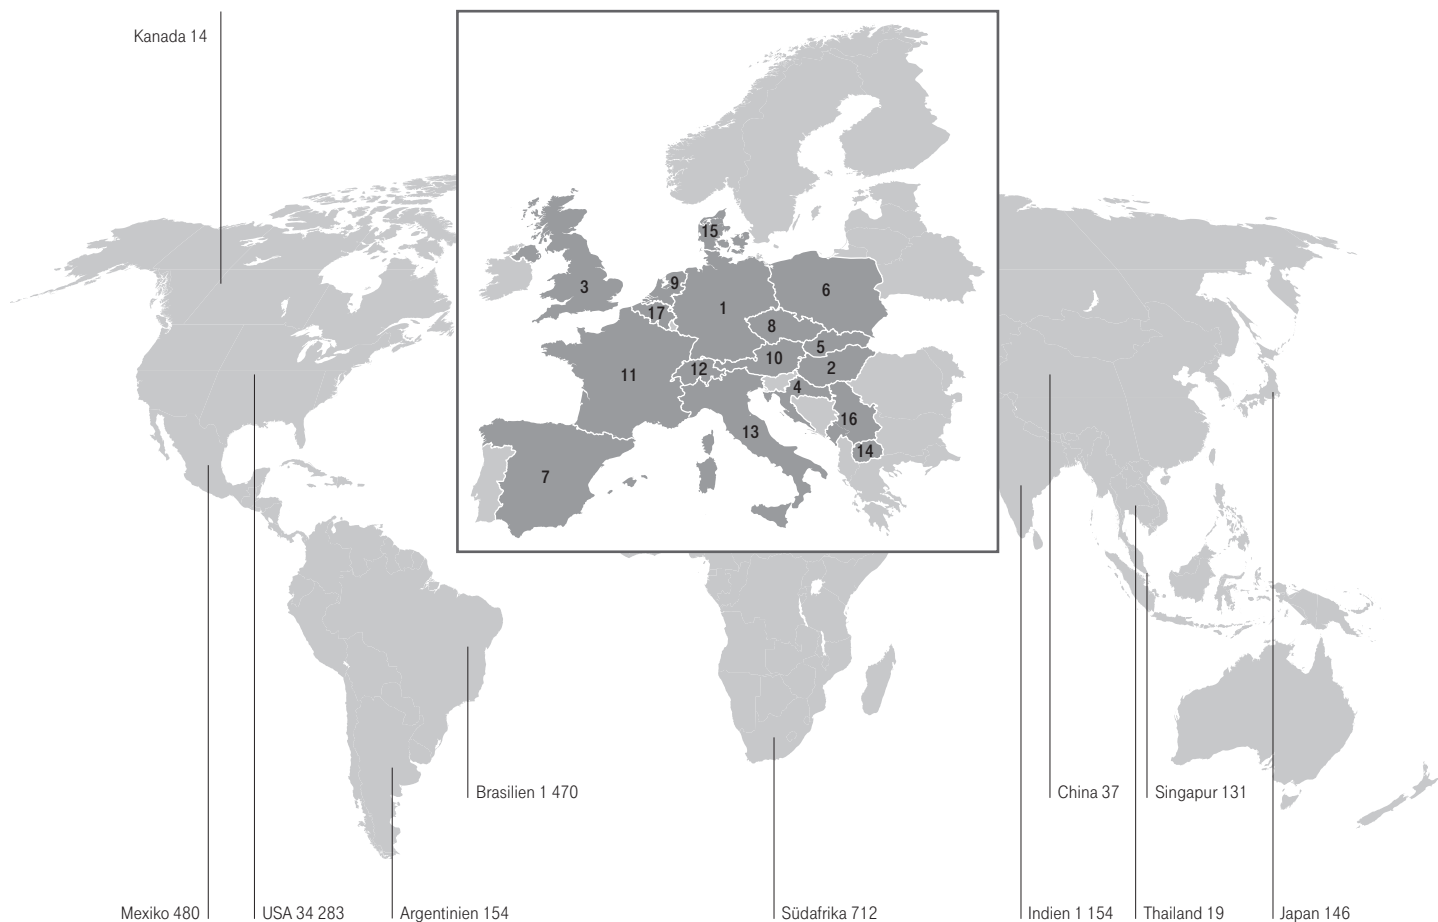 Kanada 14
15
9
3
6
1
17
8
5
10
12
2
11
4
16
13
14
7
Brasilien 1 470
China 37
Singapur 131
Mexiko 480
USA 34 283
Argentinien 154
Südafrika 712
Indien 1 154
Thailand 19
Japan 146